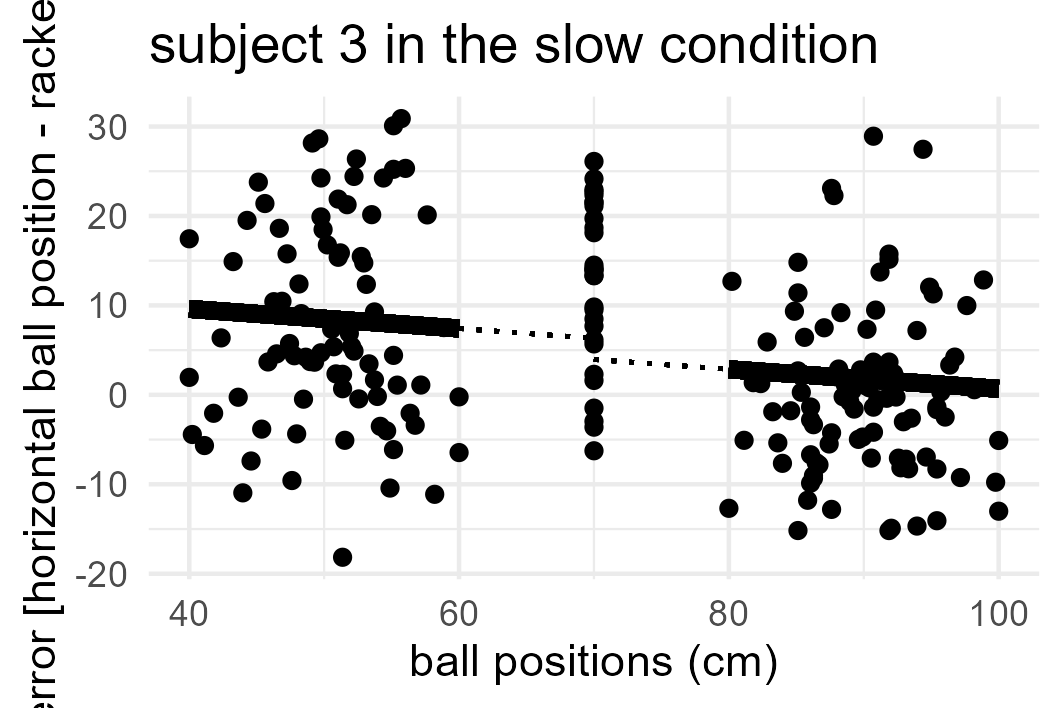 subject 3 in the slow condition
error [horizontal ball position - racke
30
20
10
0
-10
-20
40 60 80 100
ball positions (cm)